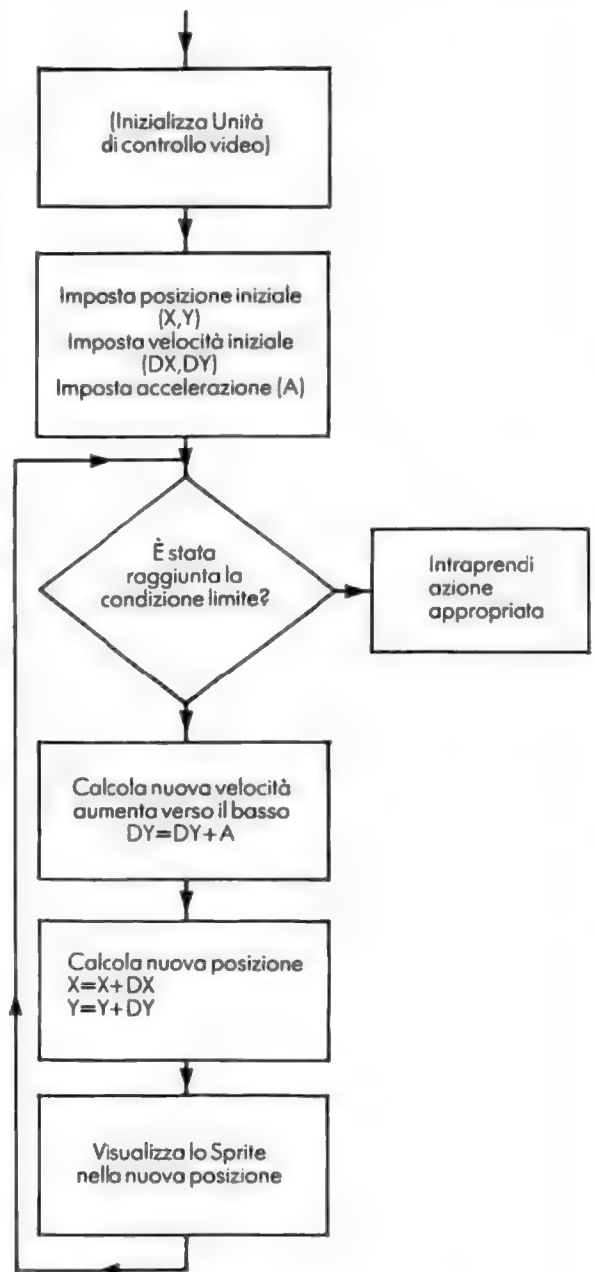 (Inizializza Unità
di controllo video)
Imposta posizione iniziale
(X,Y)
Imposta velocità iniziale
(DX,DY)
Imposta accelerazione (A)
È stata
raggiunta la
condizione limite?
Intraprendi
azione
appropriata
Calcola nuova velocità
aumenta verso il basso
DY=DY+A
Calcola nuova posizione
X=X+DX
Y=Y+DY
Visualizza lo Sprite
nella nuova posizione